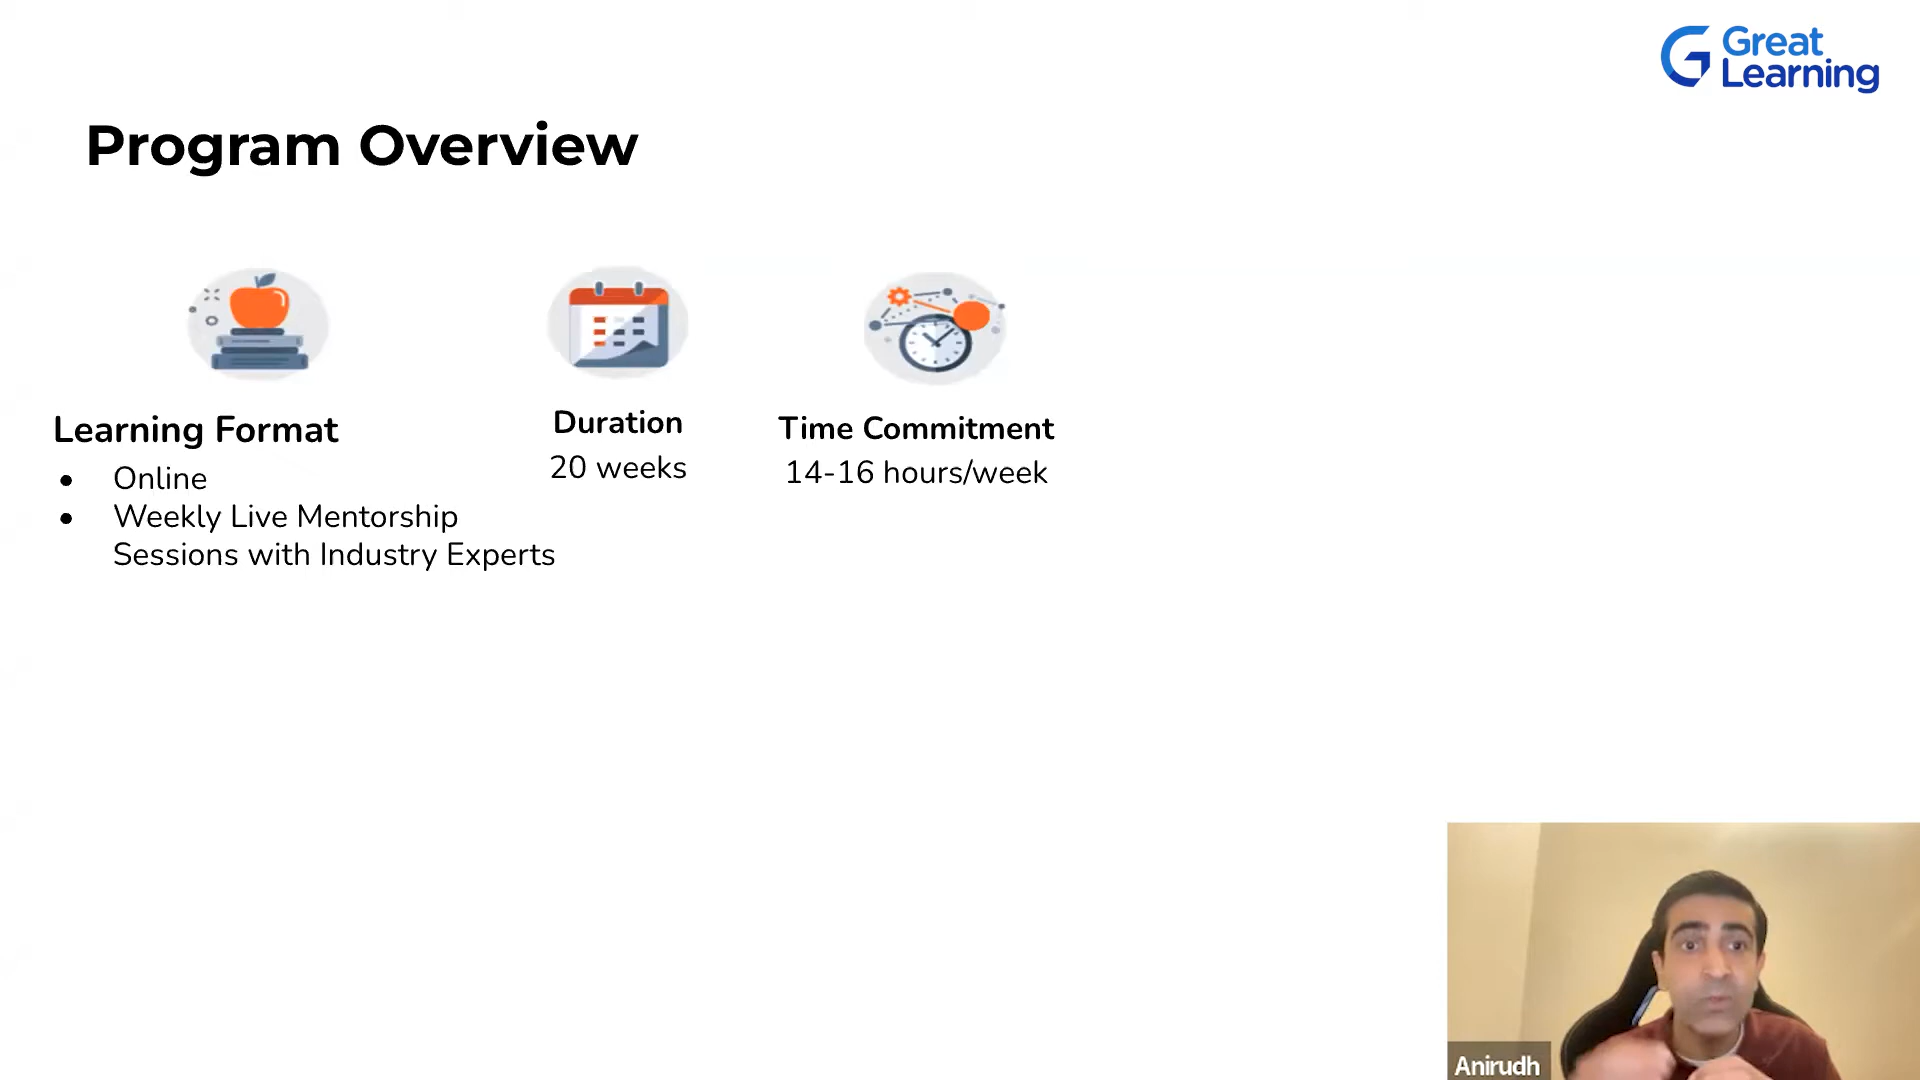 Great
Learning
Program Overview
Learning Format
• Online
• Weekly Live Mentorship
Sessions with Industry Experts
Duration
20 weeks
Time Commitment
14-16 hours/week
Anirudh